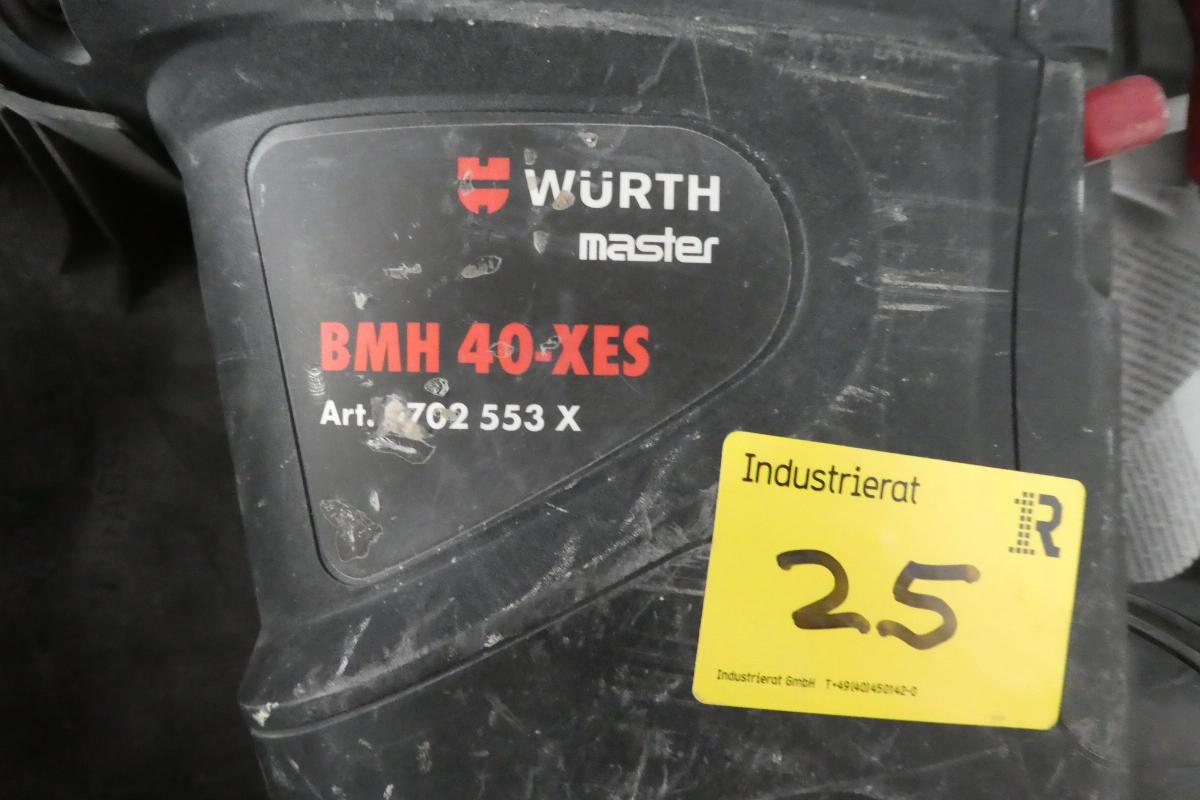 WÜRTH
master
BMH 40-XES
Art. 702 553 X
Industrierat
R
25
Industrierat GmbH T+49(40)450142-0